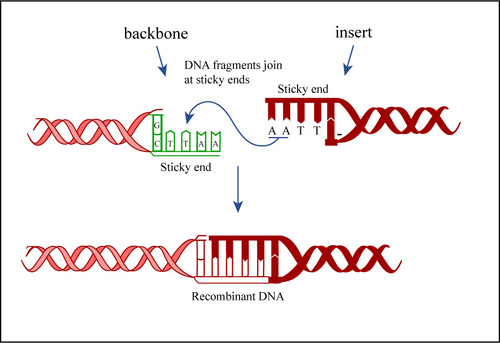 backbone
insert
DNA fragments join
at sticky ends
Sticky end
G
A A T T
C T T A A
Sticky end
Recombinant DNA